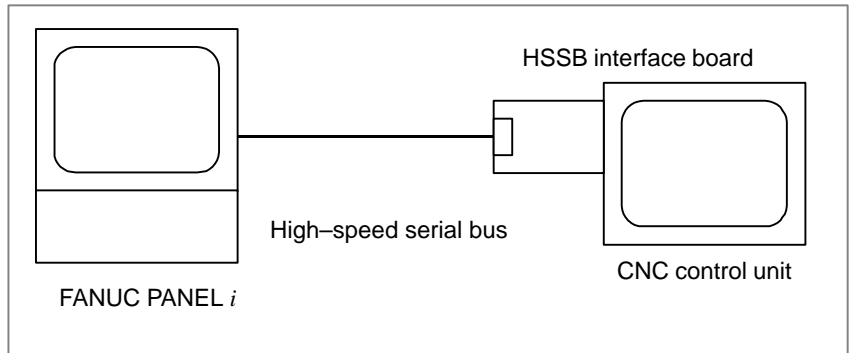 HSSB interface board
High–speed serial bus
CNC control unit
FANUC PANEL i